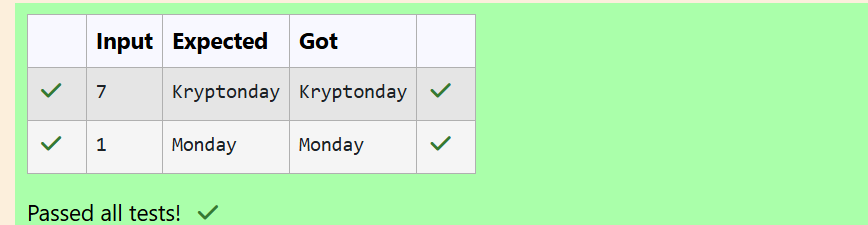 Input Expected Got
7 Kryptonday Kryptonday
1 Monday Monday
Passed all tests!